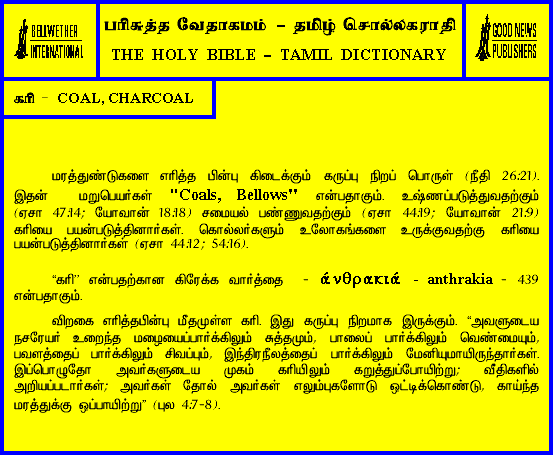 BELLWETHER
INTERNATIONAL
பரிசுத்த வேதாகமம் - தமிழ் சொல்லகராதி
THE HOLY BIBLE - TAMIL DICTIONARY
GOOD NEWS
PUBLISHERS
கரி - COAL, CHARCOAL
மரத்துண்டுகளை எரித்த பின்பு கிடைக்கும் கருப்பு நிறப் பொருள் (நீதி 26:21).
இதன் மறுபெயர்கள் "Coals, Bellows" என்பதாகும். உஷ்ணப்படுத்துவதற்கும்
(ஏசா 47:14; யோவான் 18:18) சமையல் பண்ணுவதற்கும் (ஏசா 44:19; யோவான் 21:9)
கரியை பயன்படுத்தினார்கள். கொல்லர்களும் உலோகங்களை உருக்குவதற்கு கரியை
பயன்படுத்தினார்கள் (ஏசா 44:12; 54:16).
“கரி” என்பதற்கான கிரேக்க வார்த்தை - άνθρακιά - anthrakia - 439
என்பதாகும்.
விறகை எரித்தபின்பு மீதமுள்ள கரி. இது கருப்பு நிறமாக இருக்கும். “அவளுடைய
நசரேயர் உறைந்த மழையைப்பார்க்கிலும் சுத்தமும், பாலைப் பார்க்கிலும் வெண்மையும்,
பவளத்தைப் பார்க்கிலும் சிவப்பும், இந்திரநீலத்தைப் பார்க்கிலும் மேனியுமாயிருந்தார்கள்.
இப்பொழுதோ அவர்களுடைய முகம் கரியிலும் கறுத்துப்போயிற்று; வீதிகளில்
அறியப்படார்கள்; அவர்கள் தோல் அவர்கள் எலும்புகளோடு ஒட்டிக்கொண்டு, காய்ந்த
மரத்துக்கு ஒப்பாயிற்று” (புல 4:7-8).